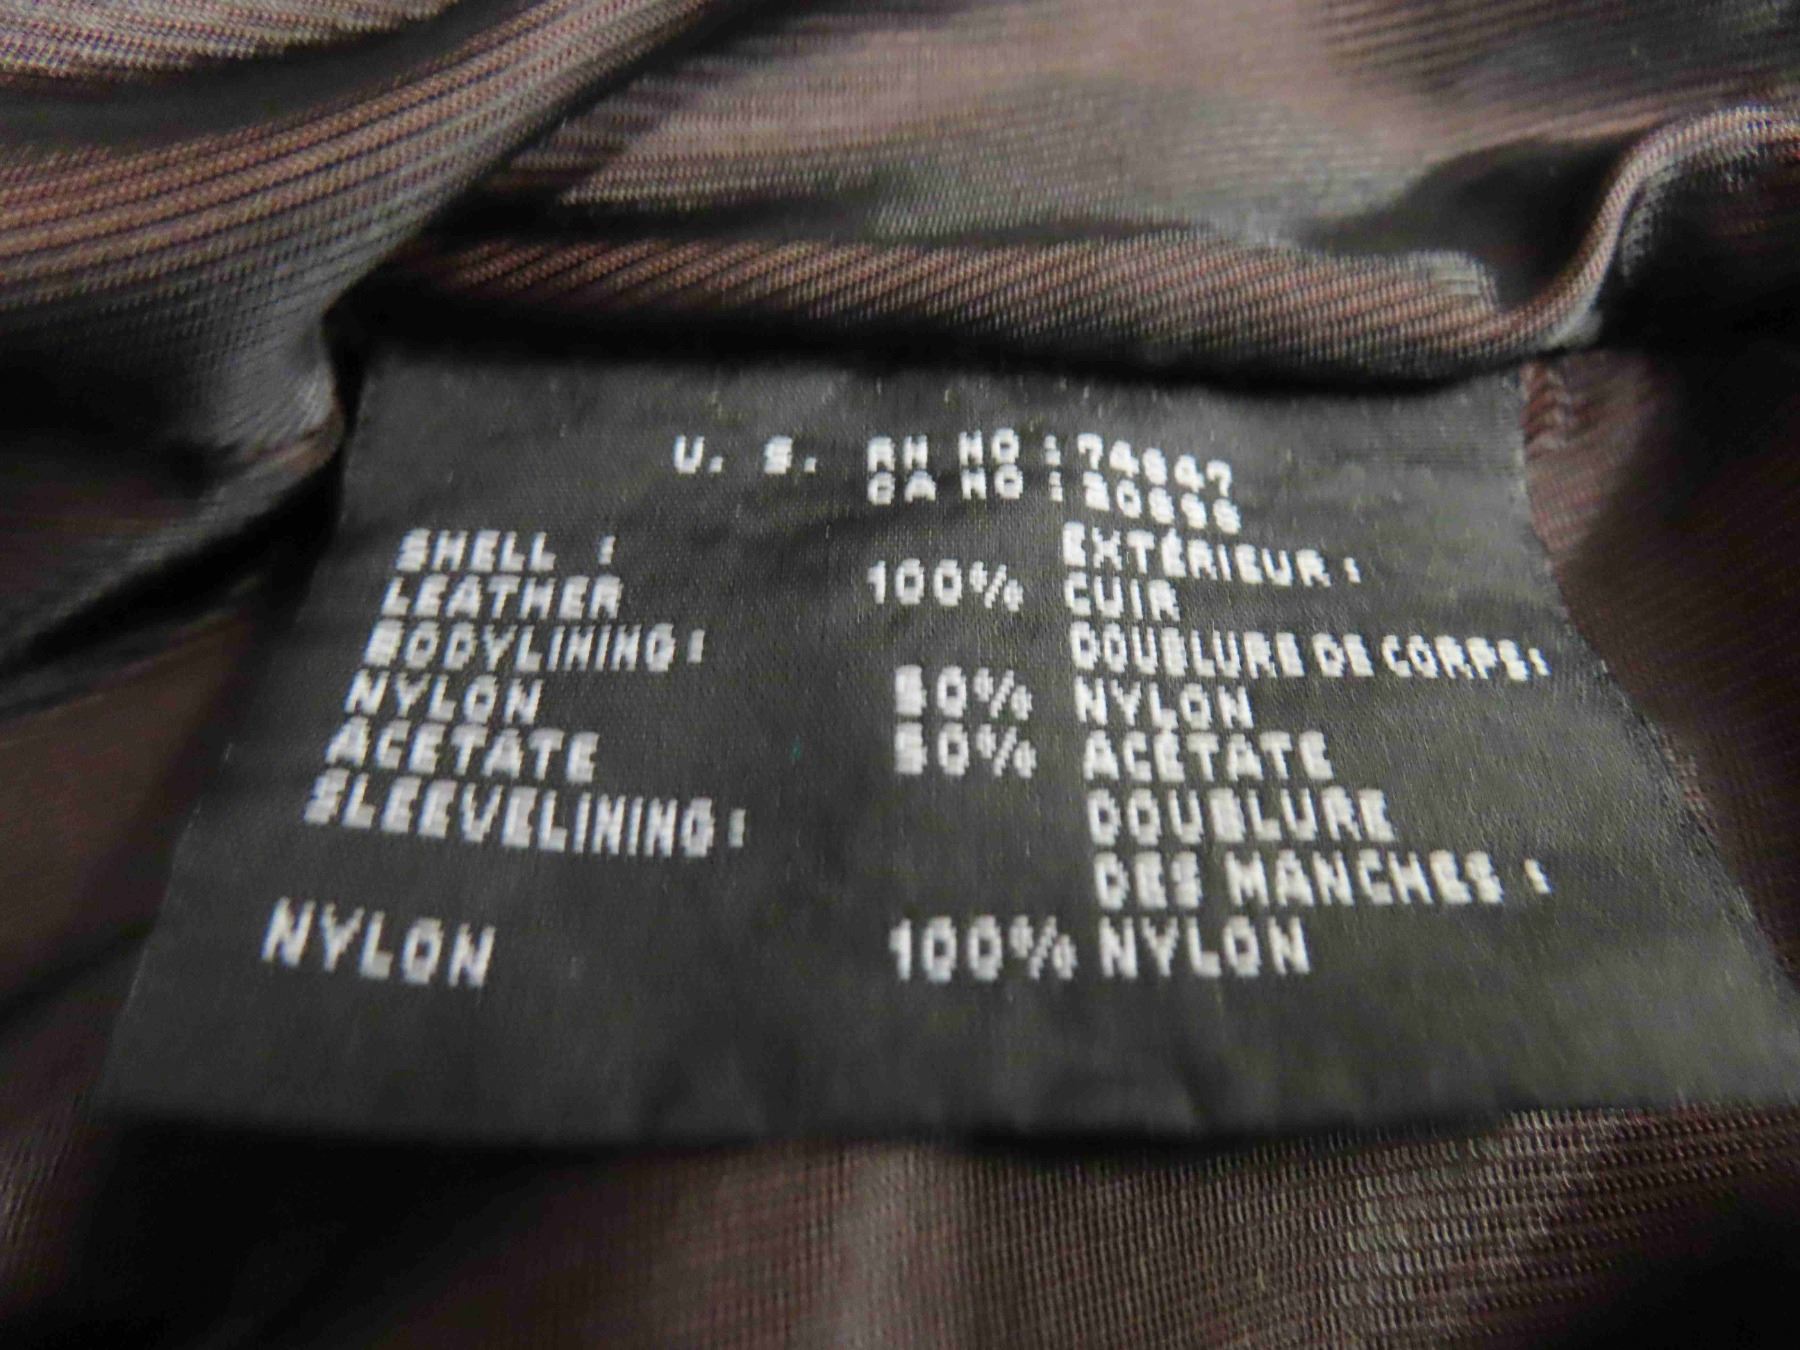 U. S. RN NO : 74647
CA NO : 20898
SHELL : EXTÉRIEUR :
LEATHER 100% CUIR
BODYLINING: DOUBLURE DE CORPS:
NYLON 50% NYLON
ACETATE 50% ACÉTATE
SLEEVELINING: DOUBLURE
DES MANCHES :
NYLON 100% NYLON